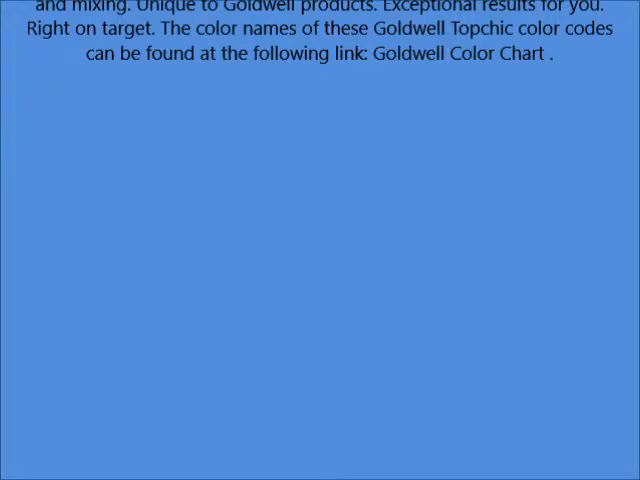 and mixing. Unique to Goldwell products. Exceptional results for you.
Right on target. The color names of these Goldwell Topchic color codes
can be found at the following link: Goldwell Color Chart .